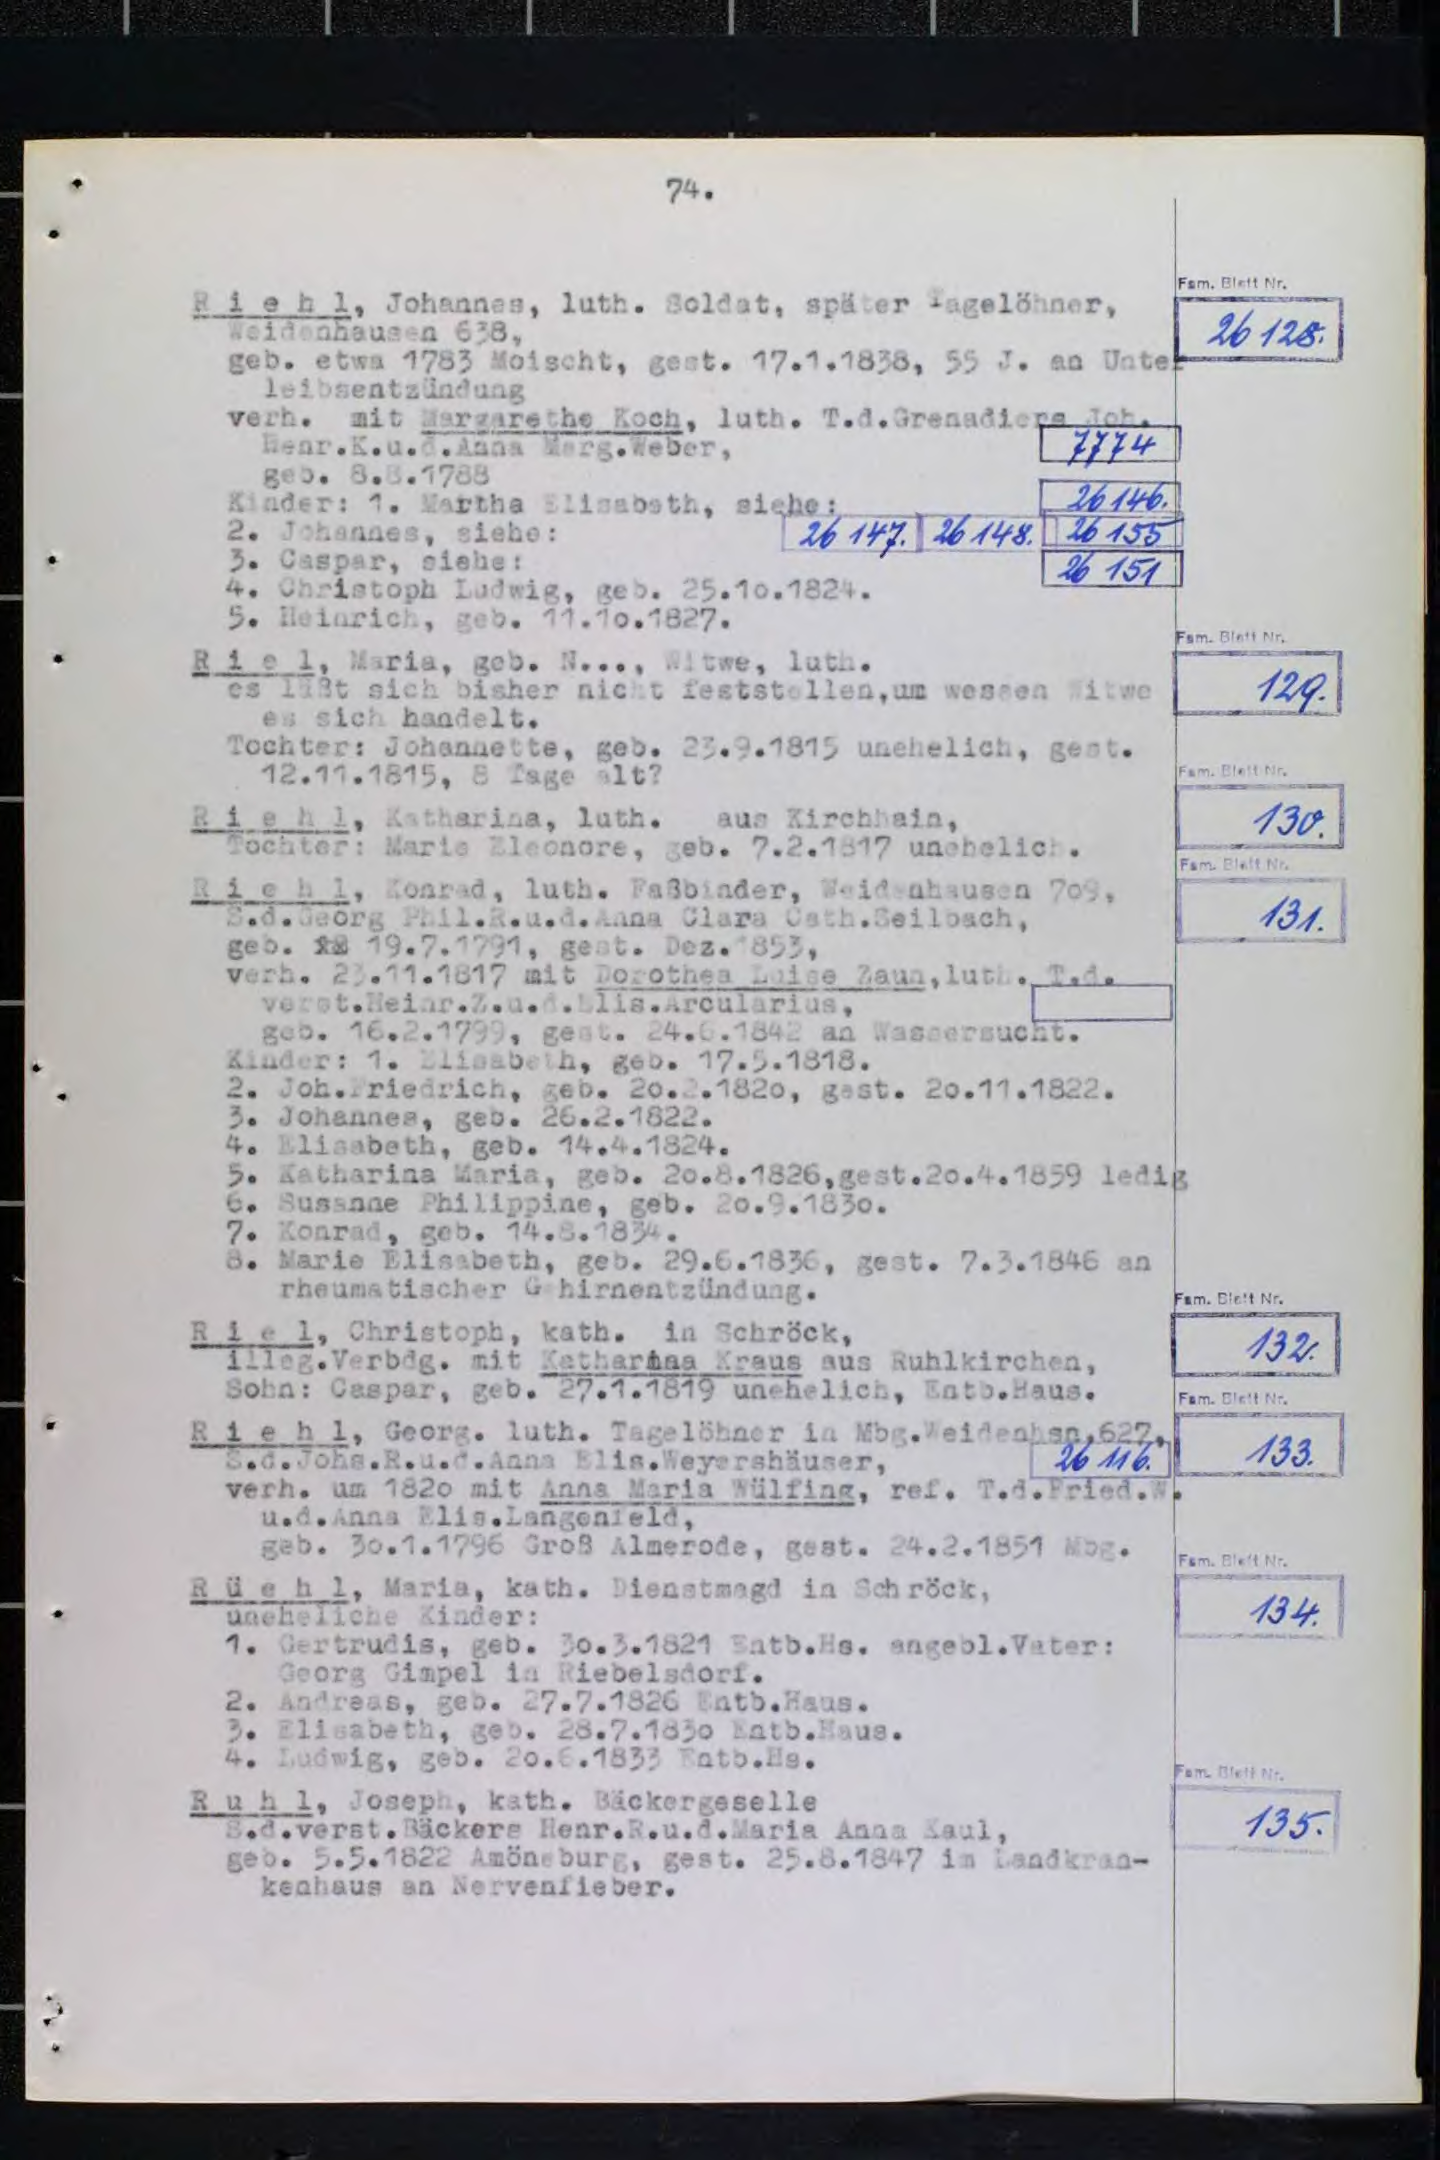 74.
Fam. Blatt Nr.
R i e h l, Johannes, luth. Soldat, später Tagelöhner,
26 128.
Weidenhausen 638,
geb. etwa 1783 Moischt, gest. 17.1.1838, 55 J. an Unter
leibsentzündung
verh. mit Margarethe Koch, luth. T.d.Grenadiers Joh.
Henr.K.u.d.Anna Marg.Weber, 7774
geb. 8.8.1788
Kinder: 1. Martha Elisabeth, siehe: 26 146.
2. Johannes, siehe: 26 147. 26 148. 26 155
3. Caspar, siehe: 26 151
4. Christoph Ludwig, geb. 25.1o.1824.
5. Heinrich, geb. 11.1o.1827.
Fam. Blatt Nr.
R i e l, Maria, geb. N..., Witwe, luth.
es läßt sich bisher nicht feststellen,um wessen Witwe 129.
es sich handelt.
Tochter: Johannette, geb. 23.9.1815 unehelich, gest.
12.11.1815, 8 Tage alt?
Fam. Blatt Nr.
R i e h l, Katharina, luth. aus Kirchhain, 130.
Tochter: Marie Eleonore, geb. 7.2.1817 unehelich.
Fam. Blatt Nr.
R i e h l, Konrad, luth. Faßbinder, Weidenhausen 7o9,
S.d.Georg Phil.R.u.d.Anna Clara Cath.Seilbach, 131.
geb. 19.7.1791, gest. Dez.1853,
verh. 23.11.1817 mit Dorothea Luise Zaun,luth. T.d.
verst.Heinr.Z.u.d.Elis.Arcularius,
geb. 16.2.1799, gest. 24.6.1842 an Wassersucht.
Kinder: 1. Elisabeth, geb. 17.5.1818.
2. Joh.Friedrich, geb. 2o.2.182o, gest. 2o.11.1822.
3. Johannes, geb. 26.2.1822.
4. Elisabeth, geb. 14.4.1824.
5. Katharina Maria, geb. 2o.8.1826,gest.2o.4.1859 ledig
6. Susanne Philippine, geb. 2o.9.183o.
7. Konrad, geb. 14.8.1834.
8. Marie Elisabeth, geb. 29.6.1836, gest. 7.3.1846 an
rheumatischer Gehirnentzündung.
Fam. Blatt Nr.
R i e l, Christoph, kath. in Schröck, 132.
illeg.Verbdg. mit Katharina Kraus aus Ruhlkirchen,
Sohn: Caspar, geb. 27.1.1819 unehelich, Entb.Haus.
Fam. Blatt Nr.
R i e h l, Georg. luth. Tagelöhner in Mbg.Weidenhsn.627,
S.d.Johs.R.u.d.Anna Elis.Weyershäuser, 26 116. 133.
verh. um 182o mit Anna Maria Wülfing, ref. T.d.Fried.W.
u.d.Anna Elis.Langenfeld,
geb. 3o.1.1796 Groß Almerode, gest. 24.2.1851 Mbg.
Fam. Blatt Nr.
R ü e h l, Maria, kath. Dienstmagd in Schröck,
uneheliche Kinder: 134.
1. Gertrudis, geb. 3o.3.1821 Entb.Hs. angebl.Vater:
Georg Gimpel in Riebelsdorf.
2. Andreas, geb. 27.7.1826 Entb.Haus.
3. Elisabeth, geb. 28.7.183o Entb.Haus.
4. Ludwig, geb. 2o.6.1833 Entb.Hs.
Fam. Blatt Nr.
R u h l, Joseph, kath. Bäckergeselle
S.d.verst.Bäckers Henr.R.u.d.Maria Anna Kaul, 135.
geb. 5.5.1822 Amöneburg, gest. 25.8.1847 im Landkran-
kenhaus an Nervenfieber.